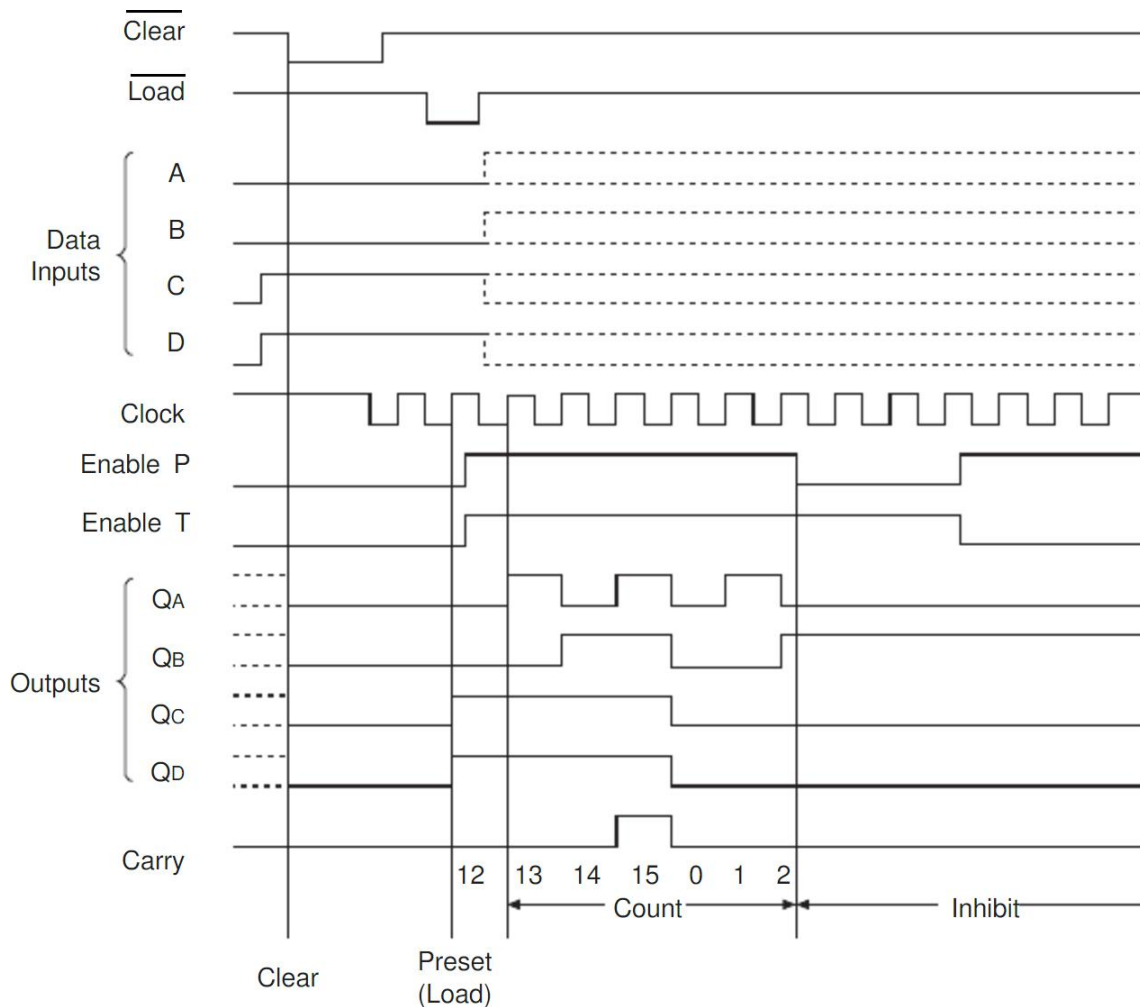 Clear
Load
A
B
Data
Inputs
C
D
Clock
Enable P
Enable T
QA
QB
Outputs
QC
QD
Carry
12 13 14 15 0 1 2
Count Inhibit
Clear
Preset
(Load)